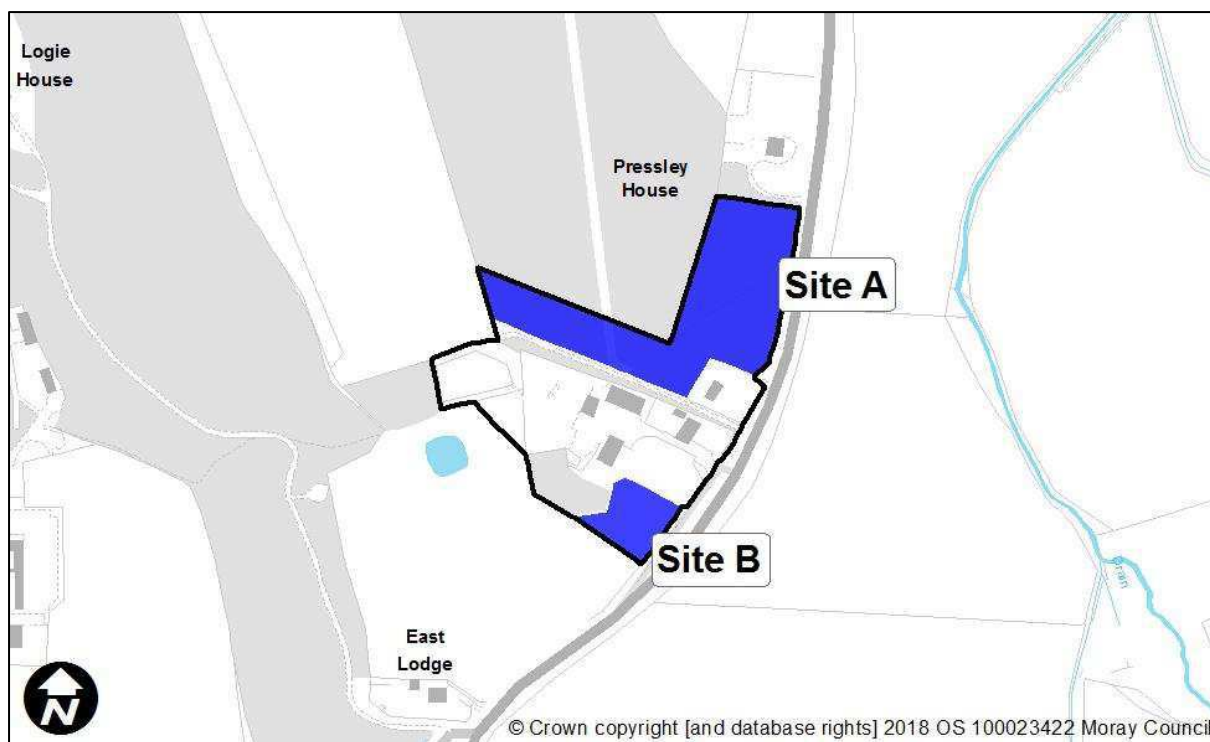 Logie
House
Pressley
House
Site A
Site B
East
Lodge
N
© Crown copyright [and database rights] 2018 OS 100023422 Moray Council